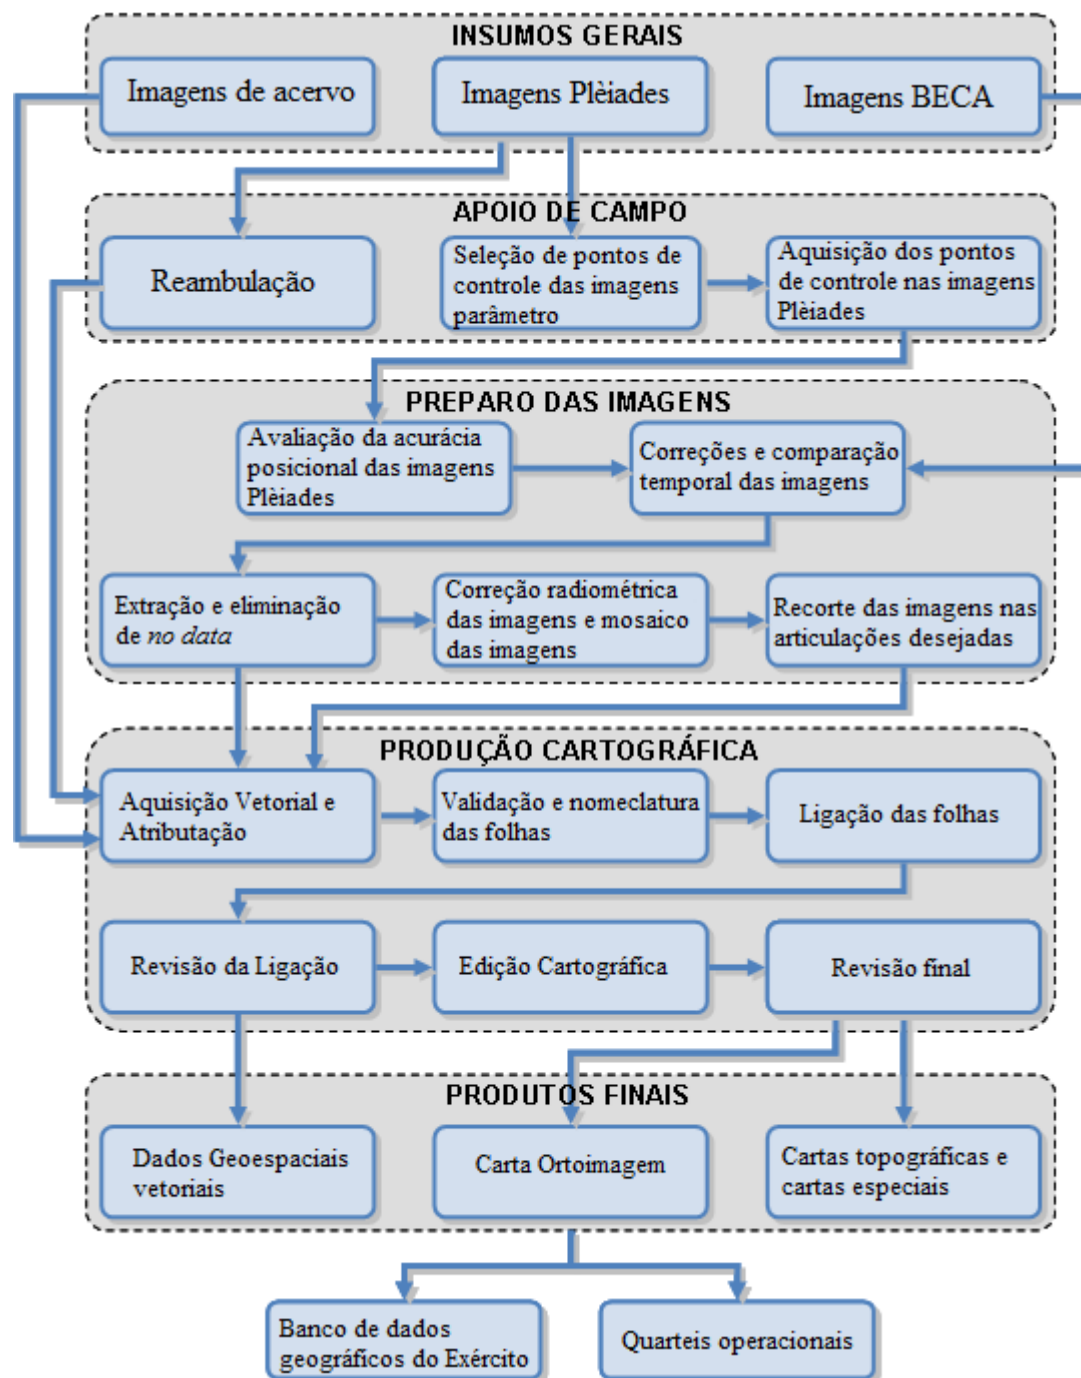 INSUMOS GERAIS
Imagens de acervo
Imagens Plèiades
Imagens BECA
APOIO DE CAMPO
Reambulação
Seleção de pontos de
controle das imagens
parâmetro
Aquisição dos pontos
de controle nas imagens
Plèiades
PREPARO DAS IMAGENS
Avaliação da acurácia
posicional das imagens
Plèiades
Correções e comparação
temporal das imagens
Extração e eliminação
de no data
Correção radiométrica
das imagens e mosaico
das imagens
Recorte das imagens nas
articulações desejadas
PRODUÇÃO CARTOGRÁFICA
Aquisição Vetorial e
Atributação
Validação e nomeclatura
das folhas
Ligação das folhas
Revisão da Ligação
Edição Cartográfica
Revisão final
PRODUTOS FINAIS
Dados Geoespaciais
vetoriais
Carta Ortoimagem
Cartas topográficas e
cartas especiais
Banco de dados
geográficos do Exército
Quarteis operacionais